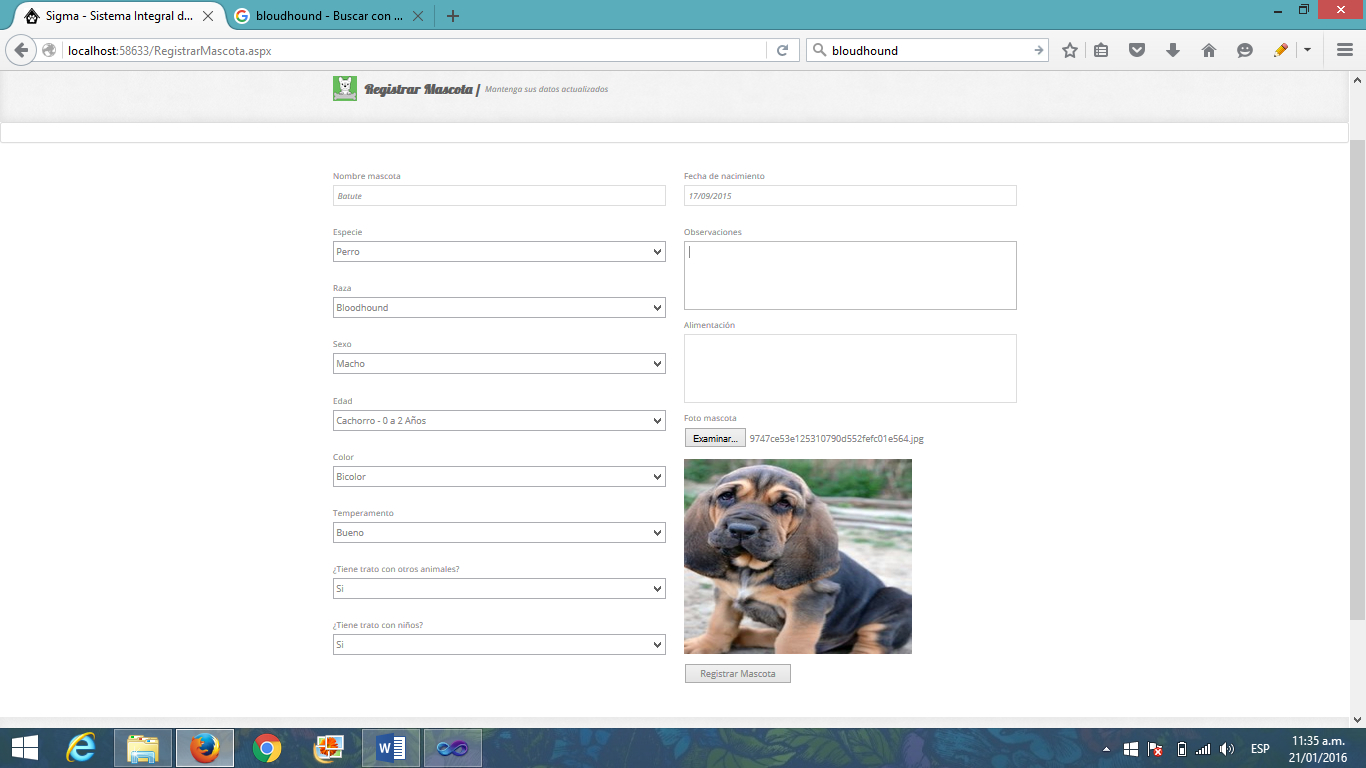 Sigma - Sistema Integral d...
bloudhound - Buscar con ...
localhost:58633/RegistrarMascota.aspx
bloudhound
Registrar Mascota / Mantenga sus datos actualizados
Nombre mascota
Batute
Especie
Perro
Raza
Bloodhound
Sexo
Macho
Edad
Cachorro - 0 a 2 Años
Color
Bicolor
Temperamento
Bueno
¿Tiene trato con otros animales?
Si
¿Tiene trato con niños?
Si
Fecha de nacimiento
17/09/2015
Observaciones
Alimentación
Foto mascota
Examinar... 9747ce53e125310790d552fefc01e564.jpg
Registrar Mascota
ESP
11:35 a.m.
21/01/2016